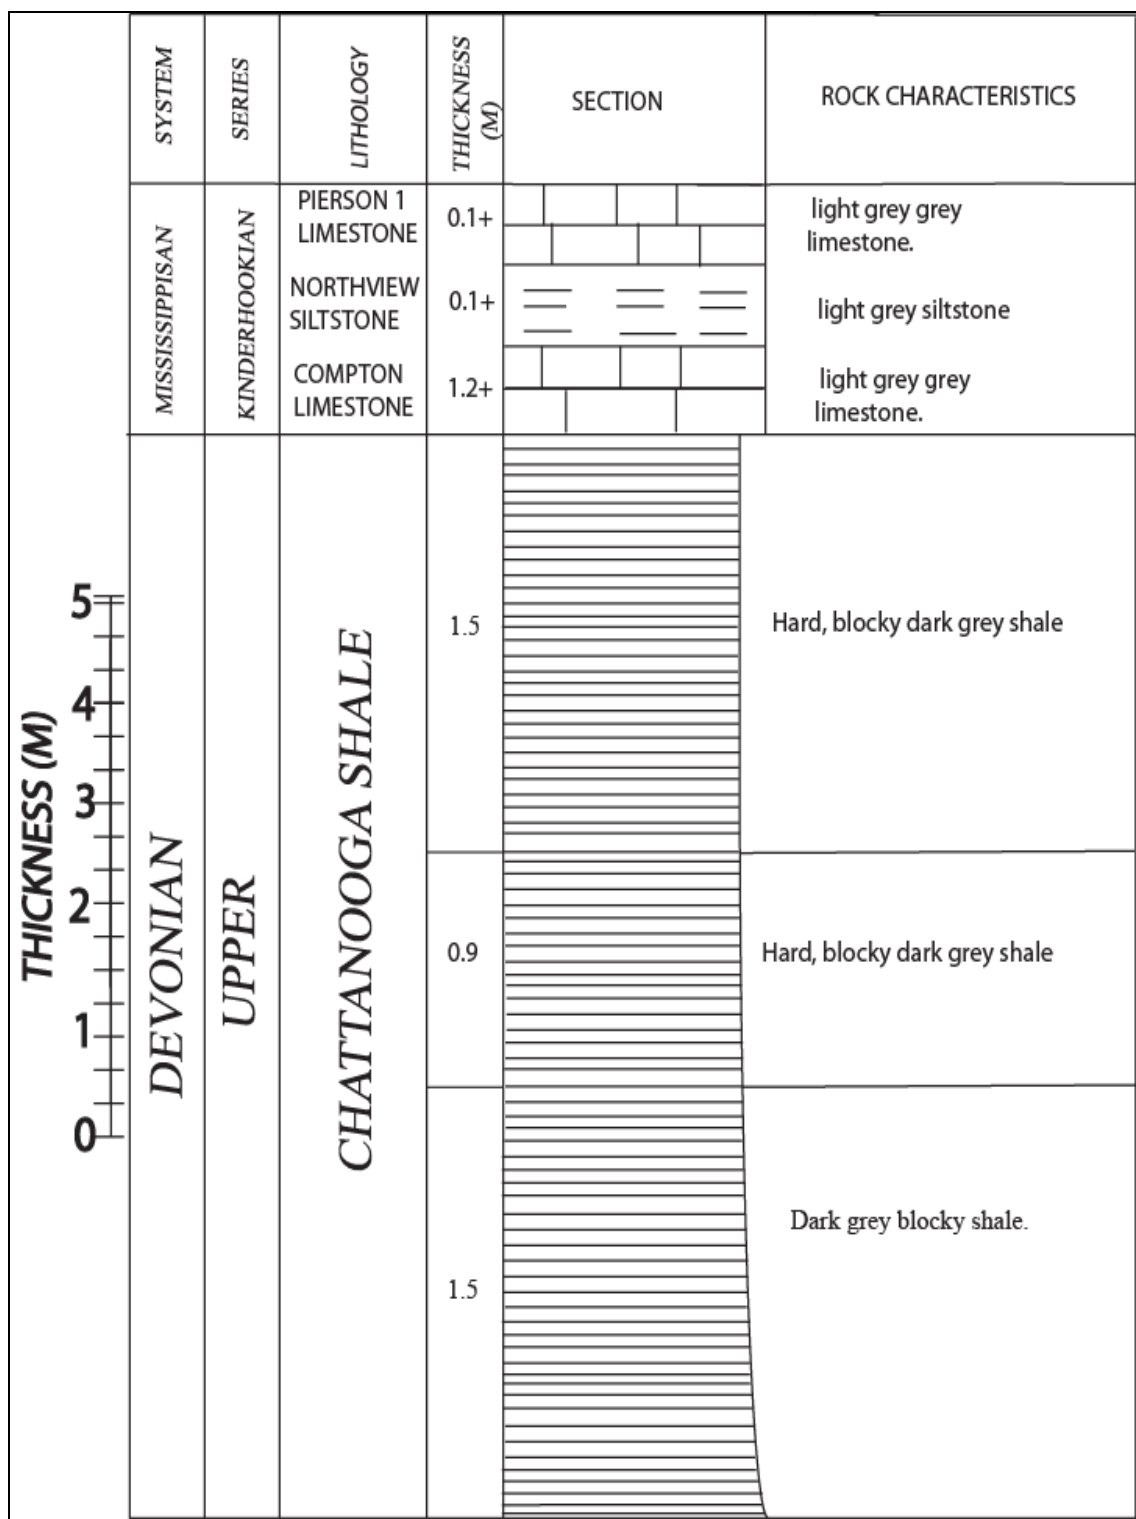 SYSTEM
SERIES
LITHOLOGY
THICKNESS
(M)
SECTION
ROCK CHARACTERISTICS
MISSISSIPPISAN
KINDERHOOKIAN
PIERSON 1
LIMESTONE
0.1+
light grey grey
limestone.
NORTHVIEW
SILTSTONE
0.1+
light grey siltstone
COMPTON
LIMESTONE
1.2+
light grey grey
limestone.
THICKNESS (M)
5
4
3
2
1
0
DEVONIAN
UPPER
CHATTANOOGA SHALE
1.5
Hard, blocky dark grey shale
0.9
Hard, blocky dark grey shale
1.5
Dark grey blocky shale.